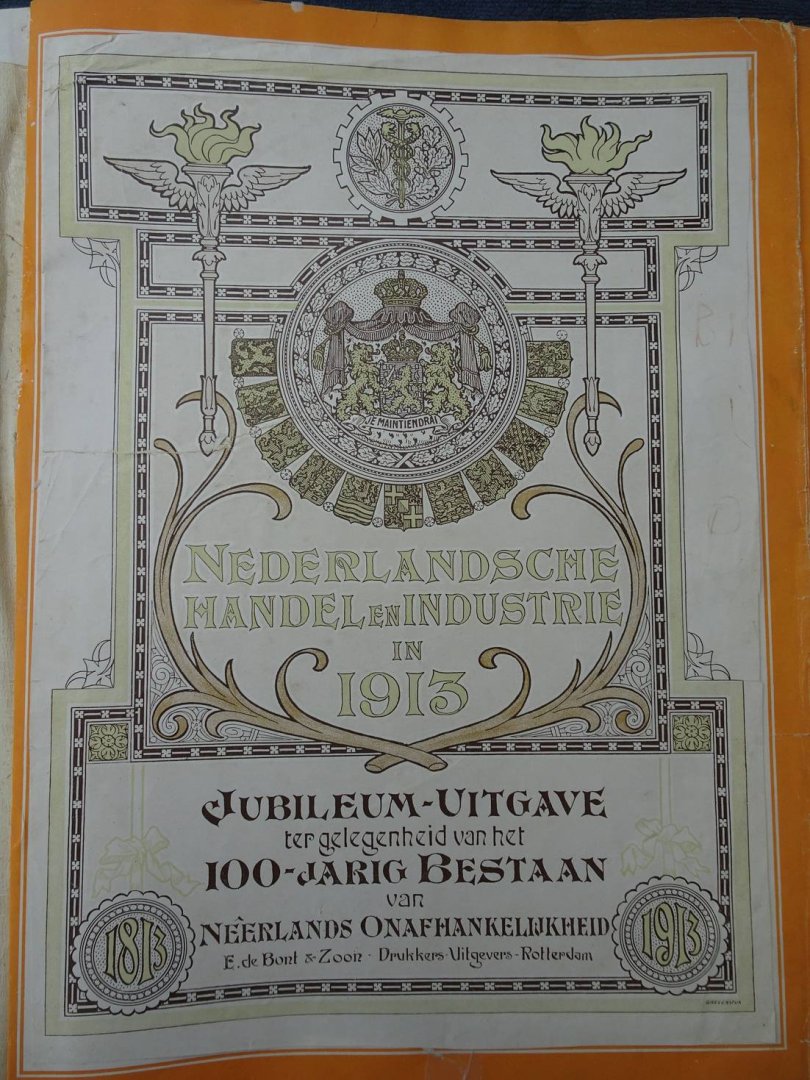 JE MAINTIENDRAI
NEDERLANDSCHE
HANDEL EN INDUSTRIE
IN
1913
JUBILEUM-UITGAVE
ter gelegenheid van het
100-JARIG BESTAAN
van
NEÊRLANDS ONAFHANKELIJKHEID
E. de Bont & Zoon · Drukkers-Uitgevers-Rotterdam
1813
1913